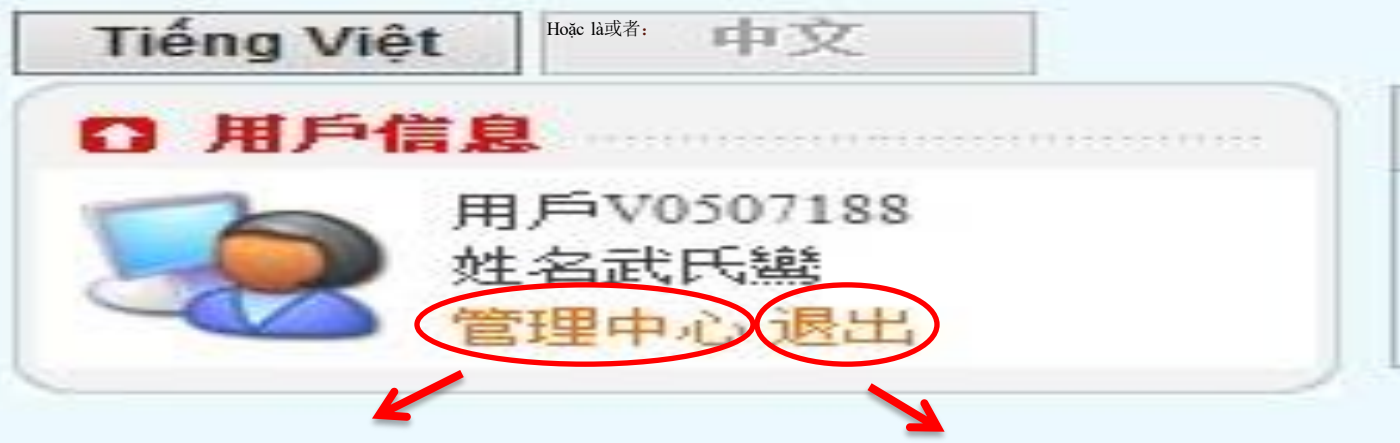 Tiếng Việt
Hoặc là或者：
中文
用戶信息
用戶V0507188
姓名武氏鸞
管理中心 退出